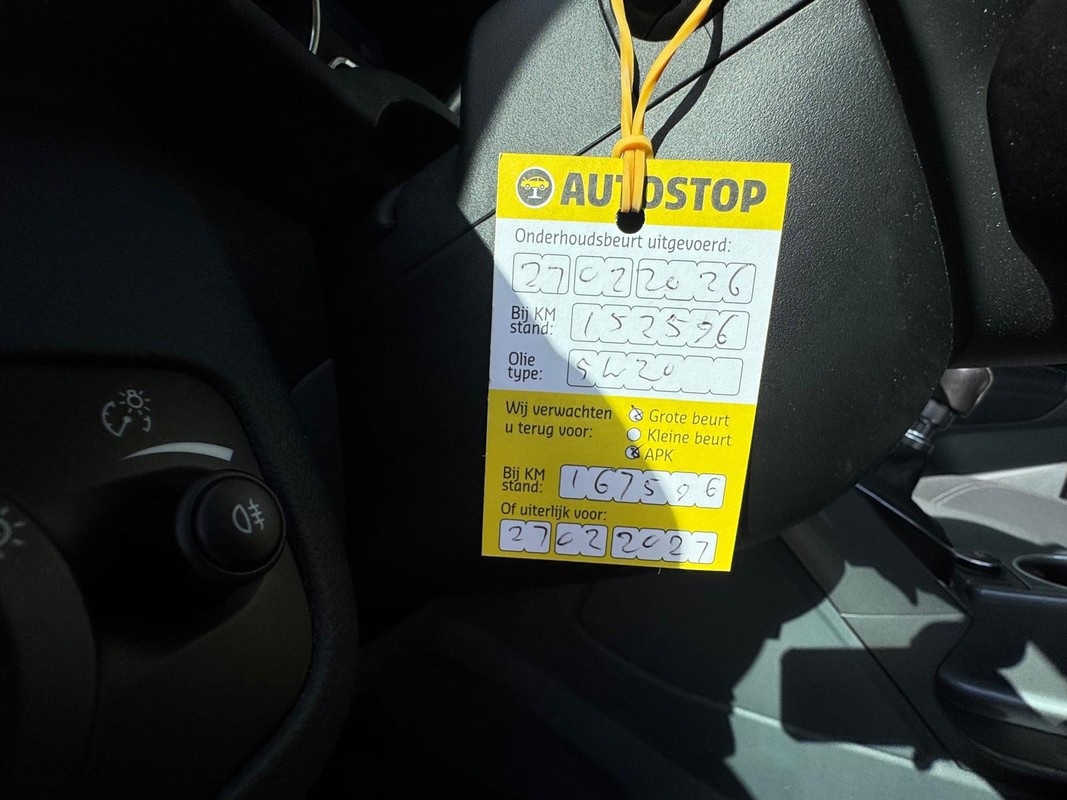 AUTOSTOP
Onderhoudsbeurt uitgevoerd:
27 02 2026
Bij KM stand: 152596
Olie type: 5W20
Wij verwachten u terug voor:
Grote beurt
Kleine beurt
APK
Bij KM stand: 167596
Of uiterlijk voor:
27 02 2027